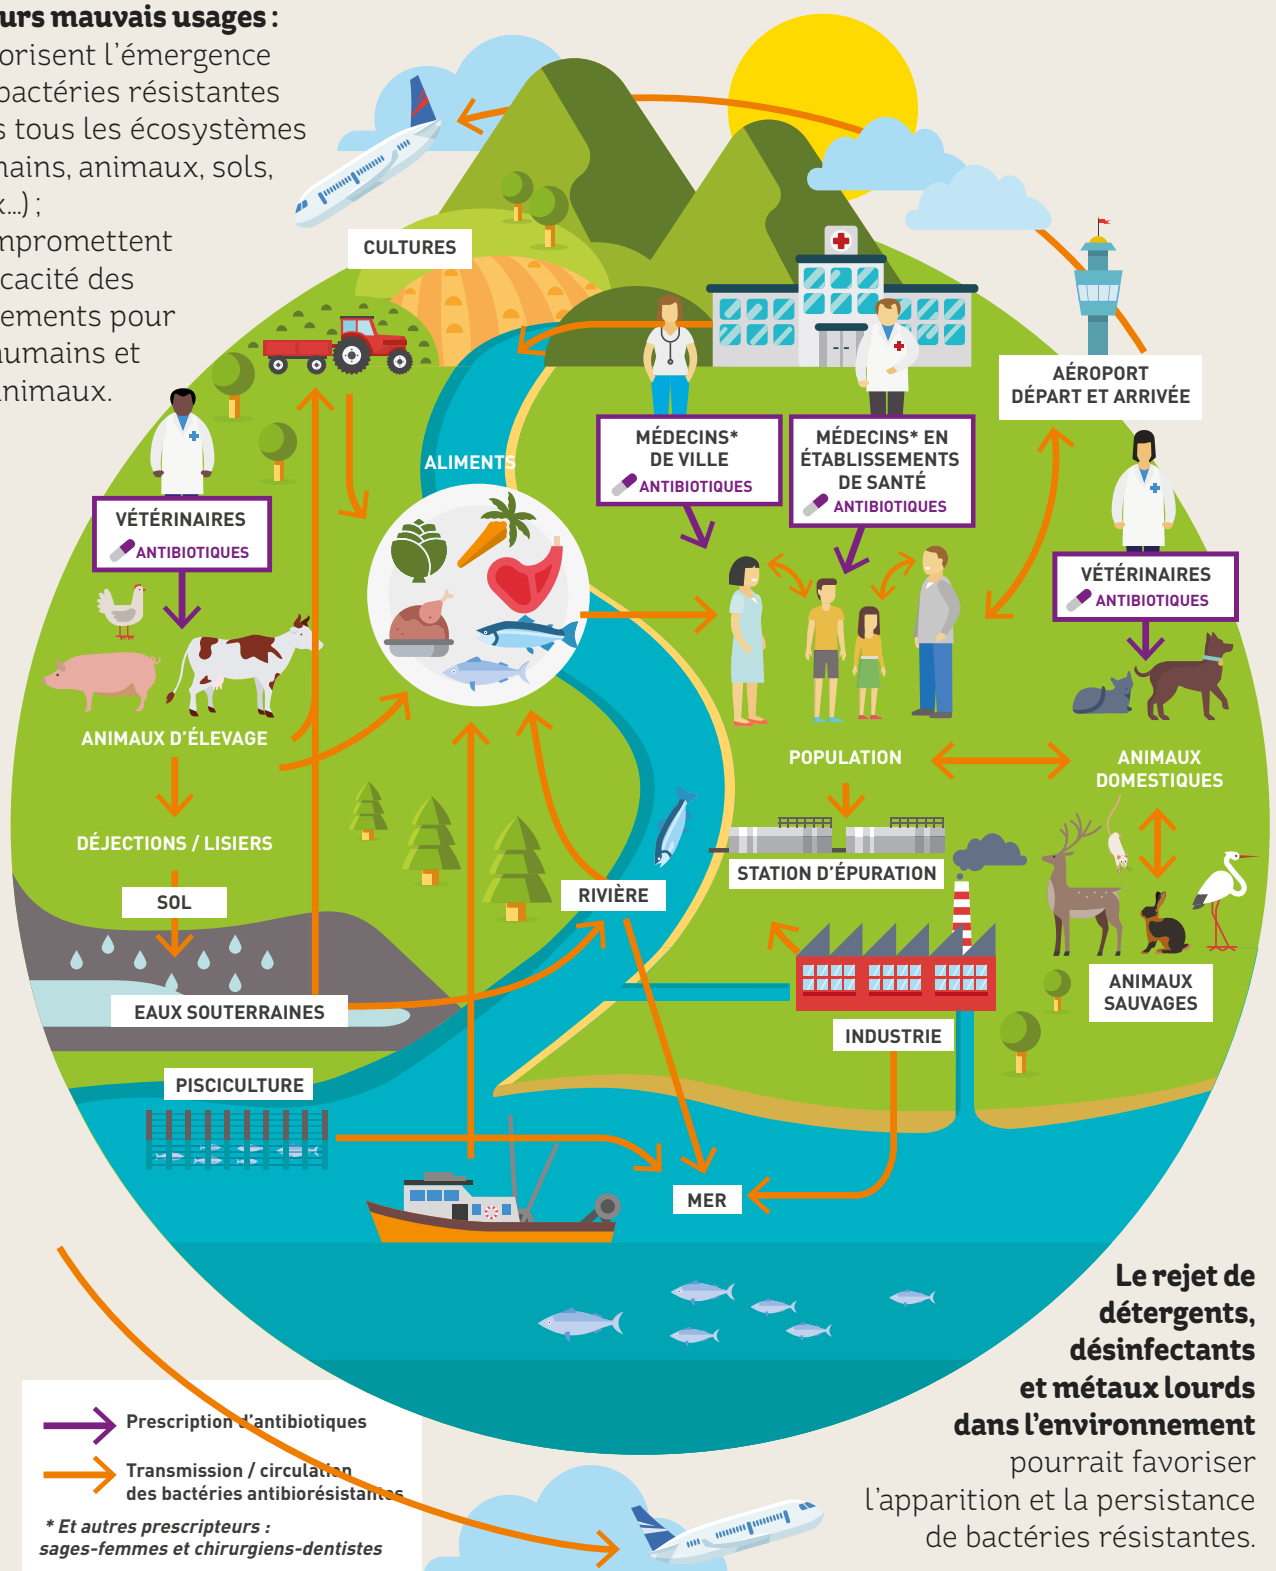 urs mauvais usages :
orisent l'émergence
bactéries résistantes
s tous les écosystèmes
nains, animaux, sols,
x...) ;
mpromettent
cacité des
ements pour
umains et
nimaux.
CULTURES
AÉROPORT
DÉPART ET ARRIVÉE
MÉDECINS*
DE VILLE
ANTIBIOTIQUES
MÉDECINS* EN
ÉTABLISSEMENTS
DE SANTÉ
ANTIBIOTIQUES
ALIMENTS
VÉTÉRINAIRES
ANTIBIOTIQUES
VÉTÉRINAIRES
ANTIBIOTIQUES
ANIMAUX D'ÉLEVAGE
POPULATION
ANIMAUX
DOMESTIQUES
DÉJECTIONS / LISIERS
STATION D'ÉPURATION
SOL
RIVIÈRE
ANIMAUX
SAUVAGES
EAUX SOUTERRAINES
INDUSTRIE
PISCICULTURE
MER
Le rejet de
détergents,
désinfectants
et métaux lourds
dans l'environnement
pourrait favoriser
l'apparition et la persistance
de bactéries résistantes.
Prescription d'antibiotiques
Transmission / circulation
des bactéries antibiorésistantes
* Et autres prescripteurs :
sages-femmes et chirurgiens-dentistes